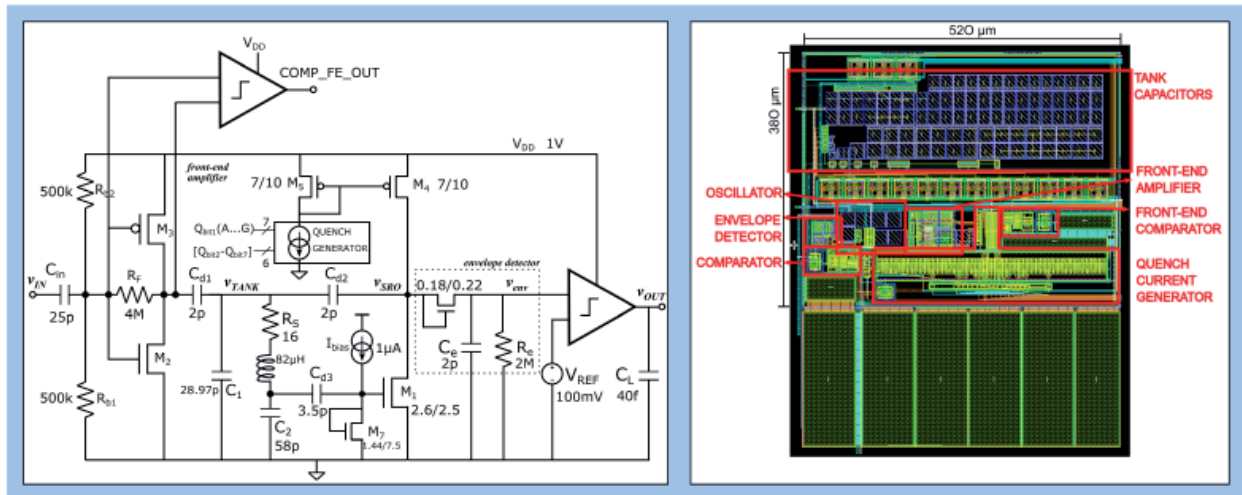 V_DD
COMP_FE_OUT
front-end
amplifier
V_DD 1V
500k
R_b2
M_3
7/10
M_5
M_4
7/10
Q_bit1(A...G)
7
QUENCH
GENERATOR
[Q_bit2-Q_bit7]
6
envelope detector
C_in
v_IN
25p
R_F
4M
C_d1
2p
v_TANK
C_d2
2p
v_SRO
0.18/0.22
v_env
v_OUT
R_S
16
I_bias
1µA
C_e
2p
R_e
2M
M_2
82µH
C_d3
3.5p
M_1
2.6/2.5
V_REF
100mV
C_L
40f
500k
R_b1
28.97p
C_1
C_2
58p
M_7
1.44/7.5
520 µm
380 µm
TANK
CAPACITORS
OSCILLATOR
FRONT-END
AMPLIFIER
ENVELOPE
DETECTOR
FRONT-END
COMPARATOR
COMPARATOR
QUENCH
CURRENT
GENERATOR